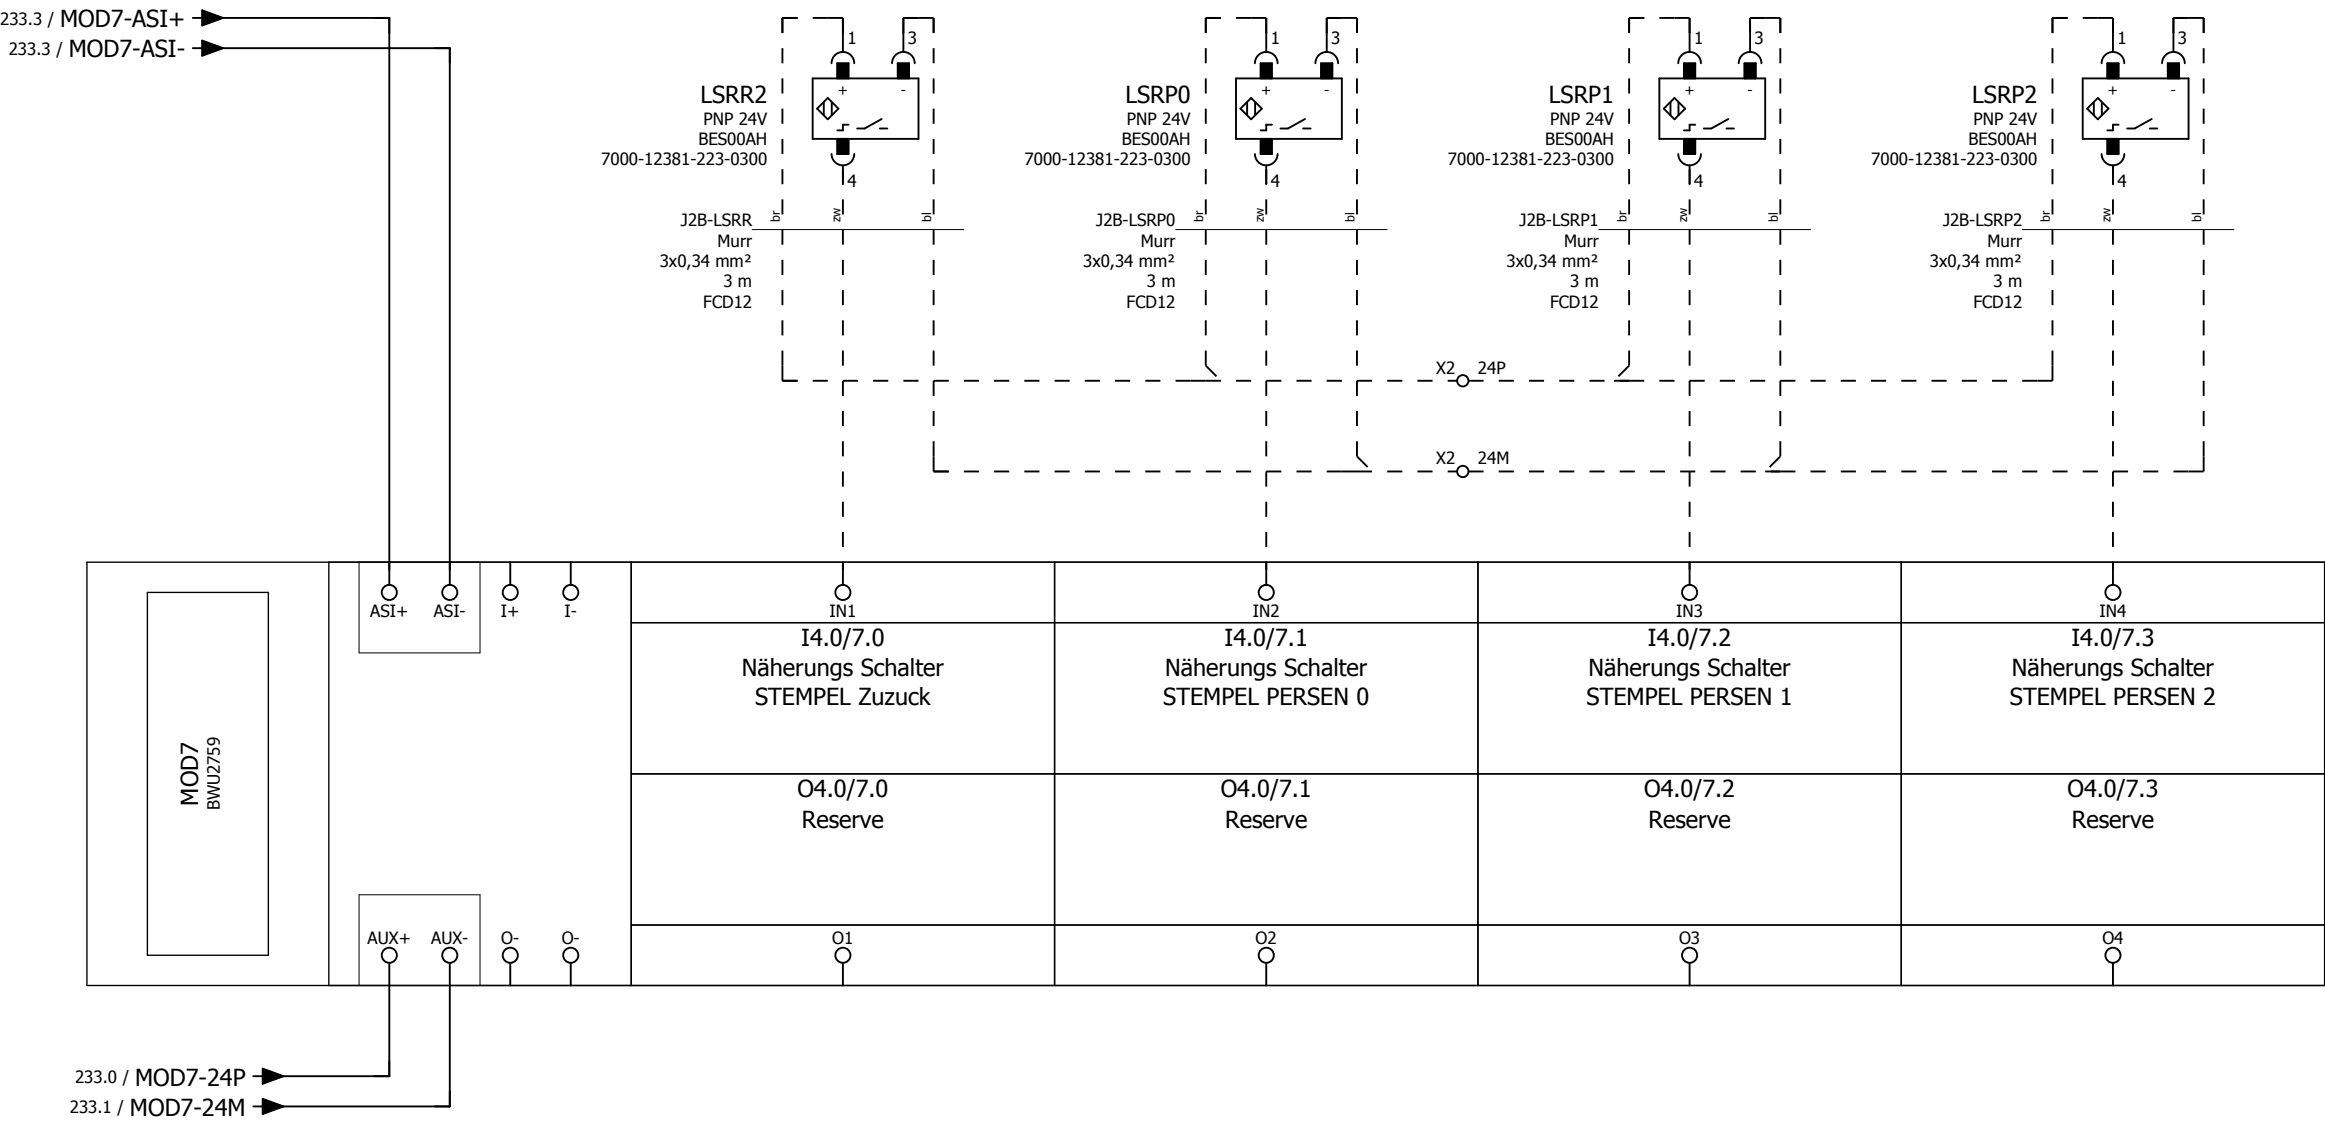 233.3 / MOD7-ASI+
233.3 / MOD7-ASI-
1 3
LSRR2
PNP 24V
BES00AH
7000-12381-223-0300
+ -
4
J2B-LSRR
Murr
3x0,34 mm²
3 m
FCD12
br zw bl
1 3
LSRP0
PNP 24V
BES00AH
7000-12381-223-0300
+ -
4
J2B-LSRP0
Murr
3x0,34 mm²
3 m
FCD12
br zw bl
1 3
LSRP1
PNP 24V
BES00AH
7000-12381-223-0300
+ -
4
J2B-LSRP1
Murr
3x0,34 mm²
3 m
FCD12
br zw bl
1 3
LSRP2
PNP 24V
BES00AH
7000-12381-223-0300
+ -
4
J2B-LSRP2
Murr
3x0,34 mm²
3 m
FCD12
br zw bl
X2 24P
X2 24M
MOD7
BWU2759
ASI+ ASI- I+ I-
IN1
I4.0/7.0
Näherungs Schalter
STEMPEL Zuzuck
O4.0/7.0
Reserve
O1
IN2
I4.0/7.1
Näherungs Schalter
STEMPEL PERSEN 0
O4.0/7.1
Reserve
O2
IN3
I4.0/7.2
Näherungs Schalter
STEMPEL PERSEN 1
O4.0/7.2
Reserve
O3
IN4
I4.0/7.3
Näherungs Schalter
STEMPEL PERSEN 2
O4.0/7.3
Reserve
O4
AUX+ AUX- O- O-
233.0 / MOD7-24P
233.1 / MOD7-24M